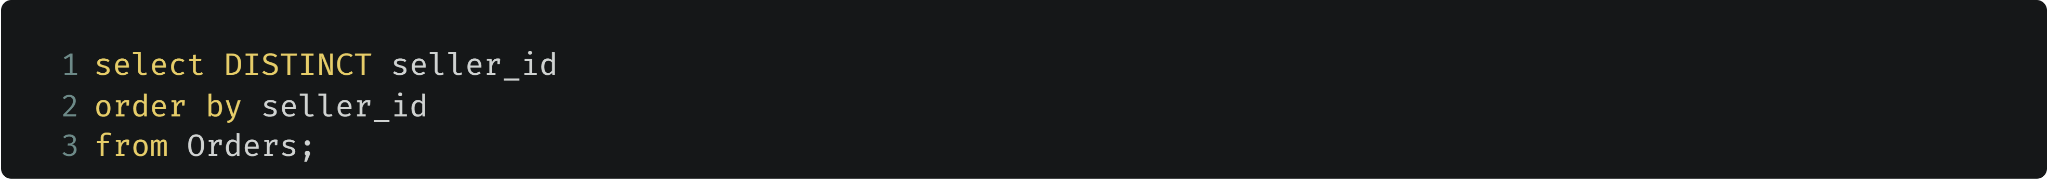 1 select DISTINCT seller_id
2 order by seller_id
3 from Orders;